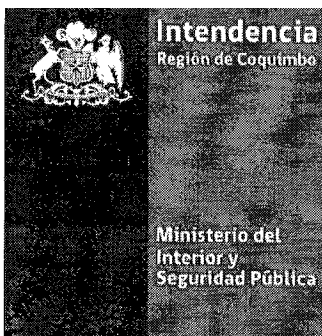 Intendencia
Región de Coquimbo
Ministerio del
Interior y
Seguridad Pública